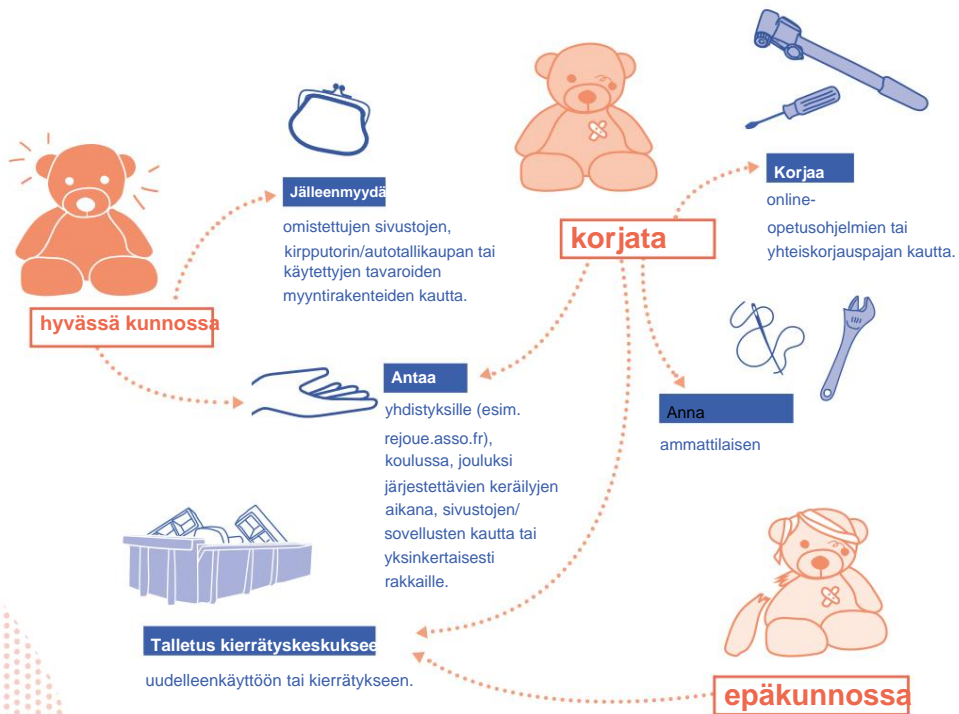 hyvässä kunnossa
Jälleenmyydä
omistettujen sivustojen,
kirpputorin/autotallikaupan tai
käytettyjen tavaroiden
myyntirakenteiden kautta.
Antaa
yhdistyksille (esim.
rejoue.asso.fr),
koulussa, jouluksi
järjestettävien keräilyjen
aikana, sivustojen/
sovellusten kautta tai
yksinkertaisesti
rakkaille.
korjata
Korjaa
online-
opetusohjelmien tai
yhteiskorjauspajan kautta.
Anna
ammattilaisen
Talletus kierrätyskeskuksee
uudelleenkäyttöön tai kierrätykseen.
epäkunnossa